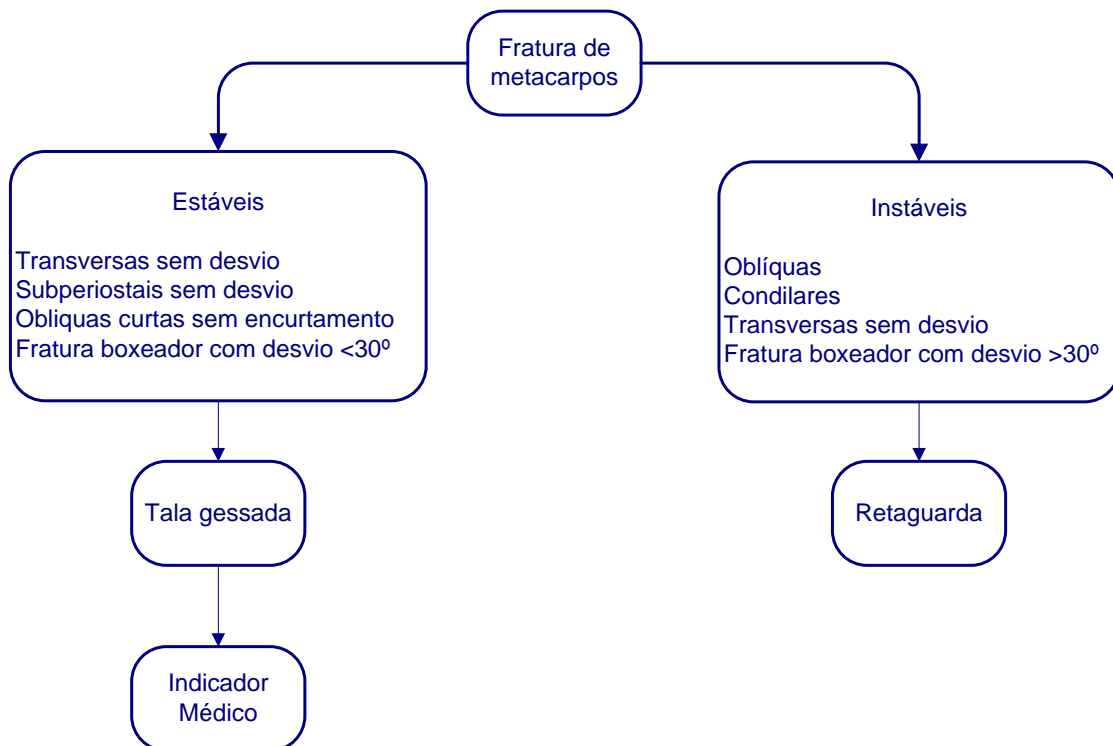 Fratura de
metacarpos
Estáveis
Transversas sem desvio
Subperiostais sem desvio
Obliquas curtas sem encurtamento
Fratura boxeador com desvio <30º
Instáveis
Oblíquas
Condilares
Transversas sem desvio
Fratura boxeador com desvio >30º
Tala gessada
Retaguarda
Indicador
Médico